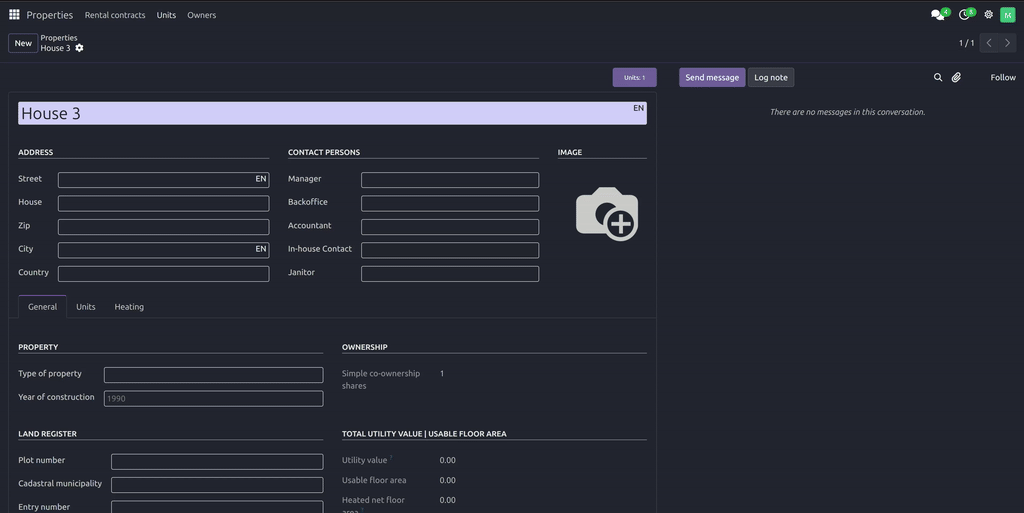 Properties Rental contracts Units Owners 4 8 M
New Properties
House 3 1 / 1
Units: 1 Send message Log note Follow
House 3 EN
There are no messages in this conversation.
ADDRESS CONTACT PERSONS IMAGE
Street EN Manager
House Backoffice
Zip Accountant
City EN In-house Contact
Country Janitor
General Units Heating
PROPERTY OWNERSHIP
Type of property Simple co-ownership shares 1
Year of construction 1990
LAND REGISTER TOTAL UTILITY VALUE | USABLE FLOOR AREA
Plot number Utility value ? 0.00
Cadastral municipality Usable floor area 0.00
Entry number Heated net floor area ? 0.00